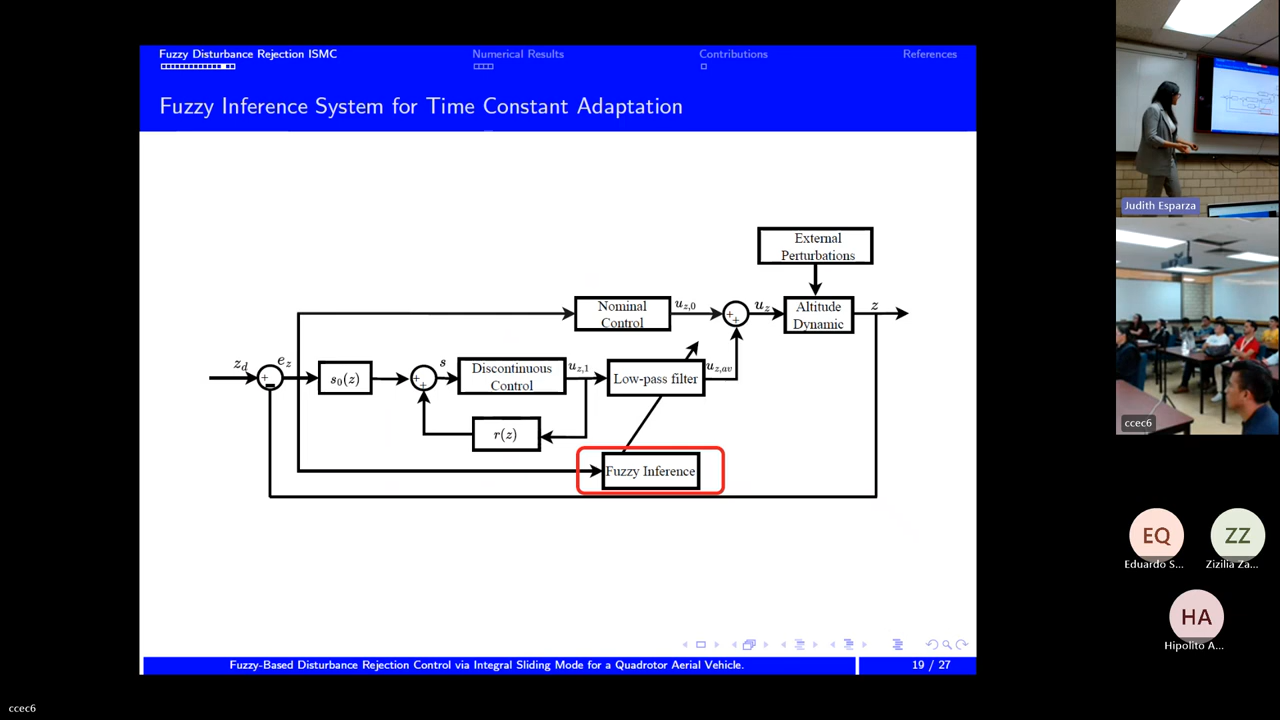 Fuzzy Disturbance Rejection ISMC
Numerical Results
Contributions
References
Fuzzy Inference System for Time Constant Adaptation
External
Perturbations
Nominal
Control
u_{z,0}
+
+
u_z
Altitude
Dynamic
z
z_d
+
-
e_z
s_0(z)
+
+
s
Discontinuous
Control
u_{z,1}
Low-pass filter
u_{z,av}
r(z)
Fuzzy Inference
Fuzzy-Based Disturbance Rejection Control via Integral Sliding Mode for a Quadrotor Aerial Vehicle.
19 / 27
Judith Esparza
ccec6
EQ
Eduardo S...
ZZ
Zizilia Za...
HA
Hipolito A...
ccec6